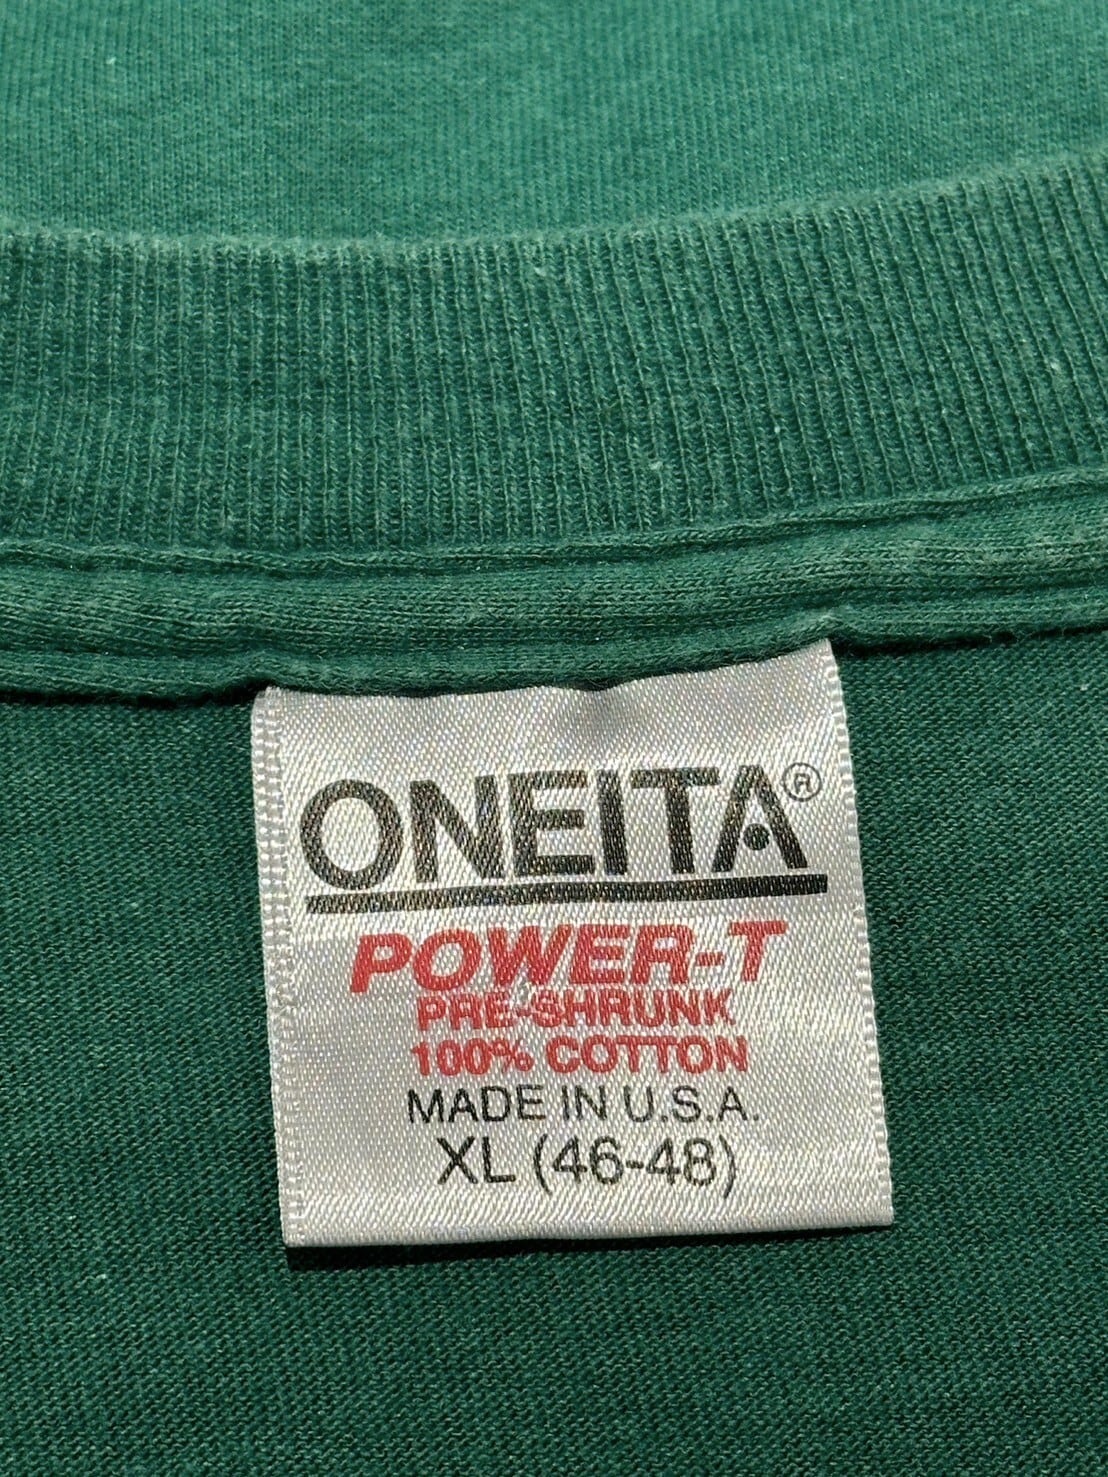 ONEITA®
POWER-T
PRE-SHRUNK
100% COTTON
MADE IN U.S.A.
XL (46-48)